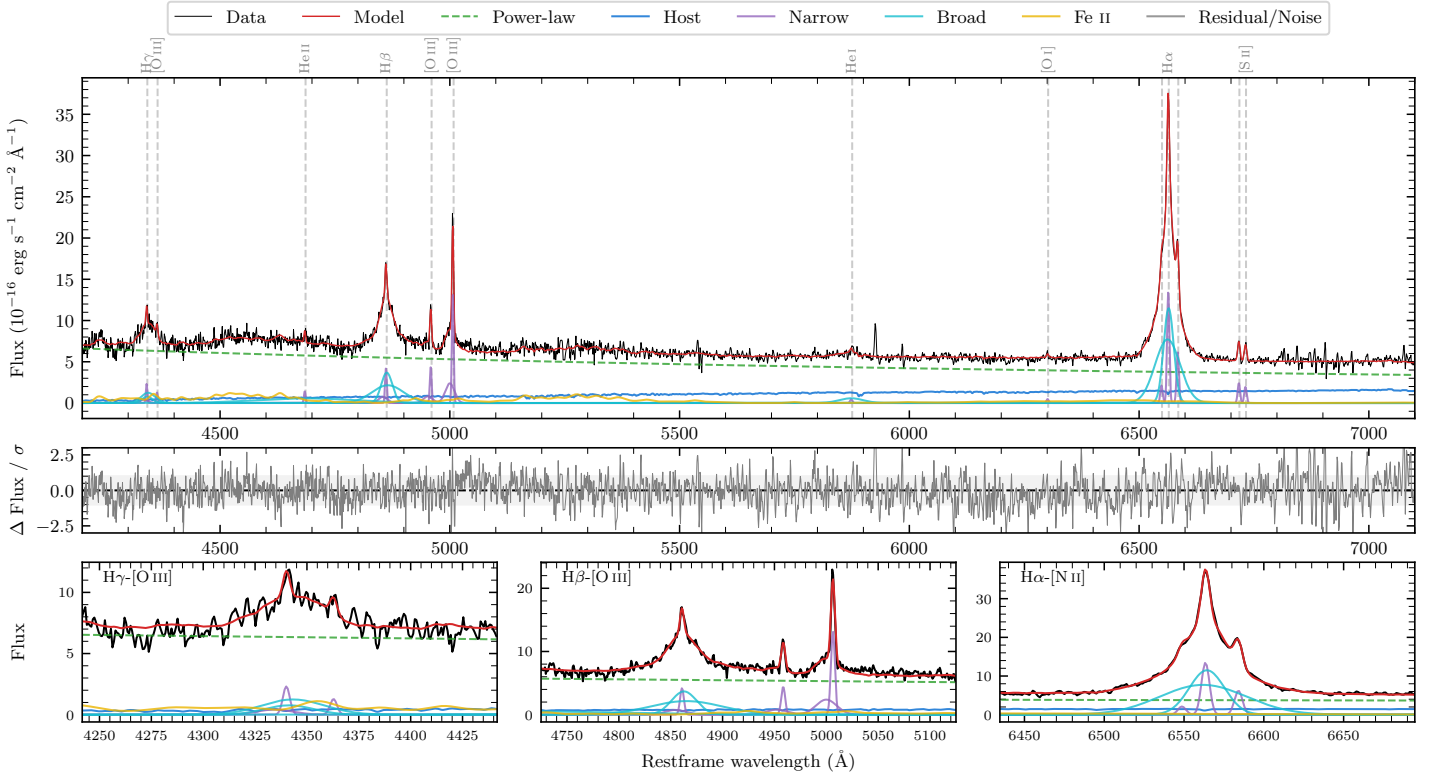 Data Model Power-law Host Narrow Broad Fe II Residual/Noise
Hγ [O III] He II Hβ [O III] [O III] He I [O I] Hα [S II]
Flux (10⁻¹⁶ erg s⁻¹ cm⁻² Å⁻¹)
35
30
25
20
15
10
5
0
4500 5000 5500 6000 6500 7000
Δ Flux / σ
2.5
0.0
−2.5
4500 5000 5500 6000 6500 7000
Flux
Hγ-[O III]
10
5
0
4250 4275 4300 4325 4350 4375 4400 4425
Hβ-[O III]
20
10
0
4750 4800 4850 4900 4950 5000 5050 5100
Hα-[N II]
30
20
10
0
6450 6500 6550 6600 6650
Restframe wavelength (Å)